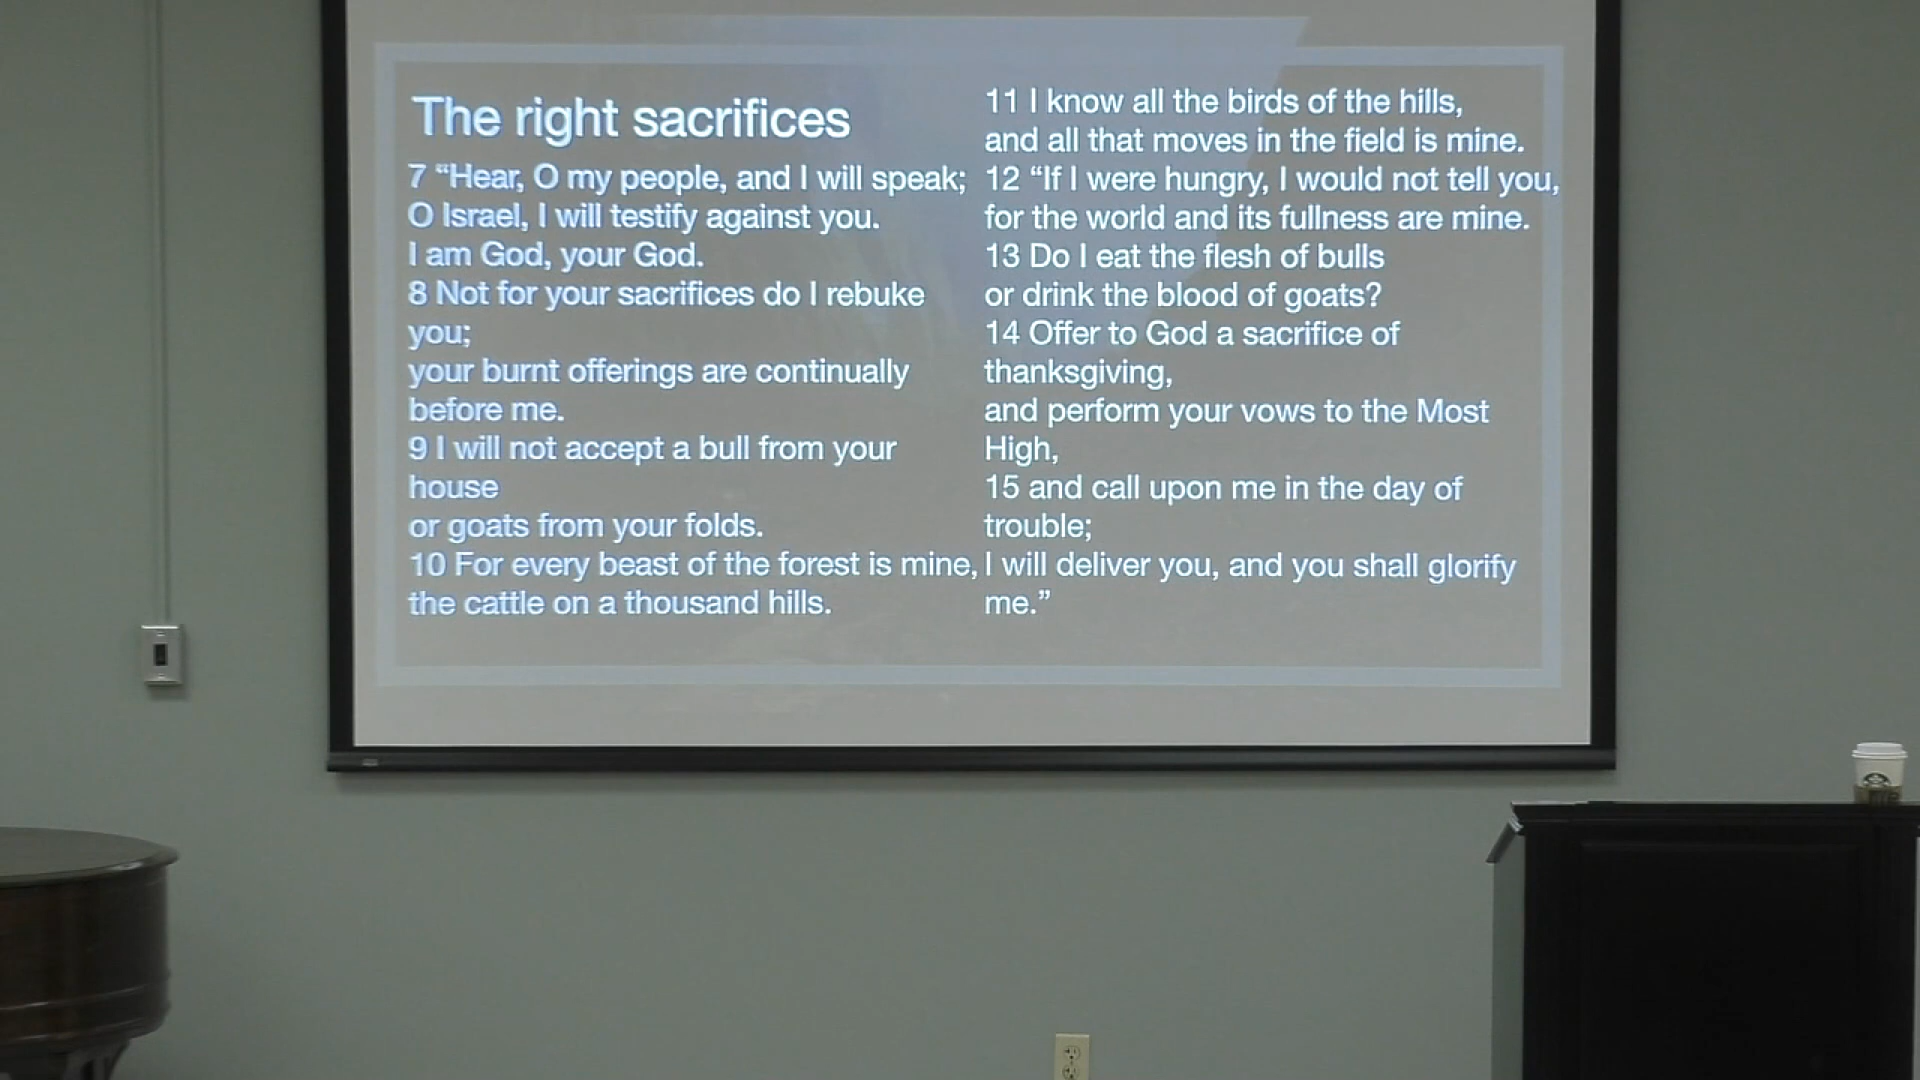 The right sacrifices
7 “Hear, O my people, and I will speak;
O Israel, I will testify against you.
I am God, your God.
8 Not for your sacrifices do I rebuke
you;
your burnt offerings are continually
before me.
9 I will not accept a bull from your
house
or goats from your folds.
10 For every beast of the forest is mine,
the cattle on a thousand hills.
11 I know all the birds of the hills,
and all that moves in the field is mine.
12 “If I were hungry, I would not tell you,
for the world and its fullness are mine.
13 Do I eat the flesh of bulls
or drink the blood of goats?
14 Offer to God a sacrifice of
thanksgiving,
and perform your vows to the Most
High,
15 and call upon me in the day of
trouble;
I will deliver you, and you shall glorify
me.”